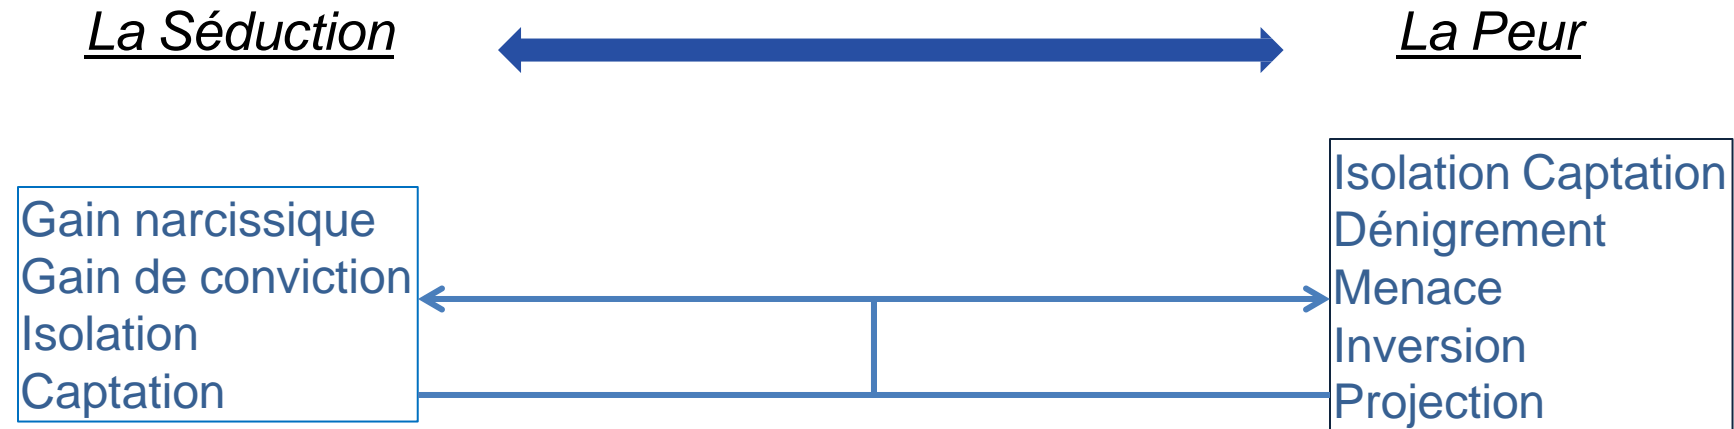 La Séduction
La Peur
Gain narcissique
Gain de conviction
Isolation
Captation
Isolation Captation
Dénigrement
Menace
Inversion
Projection